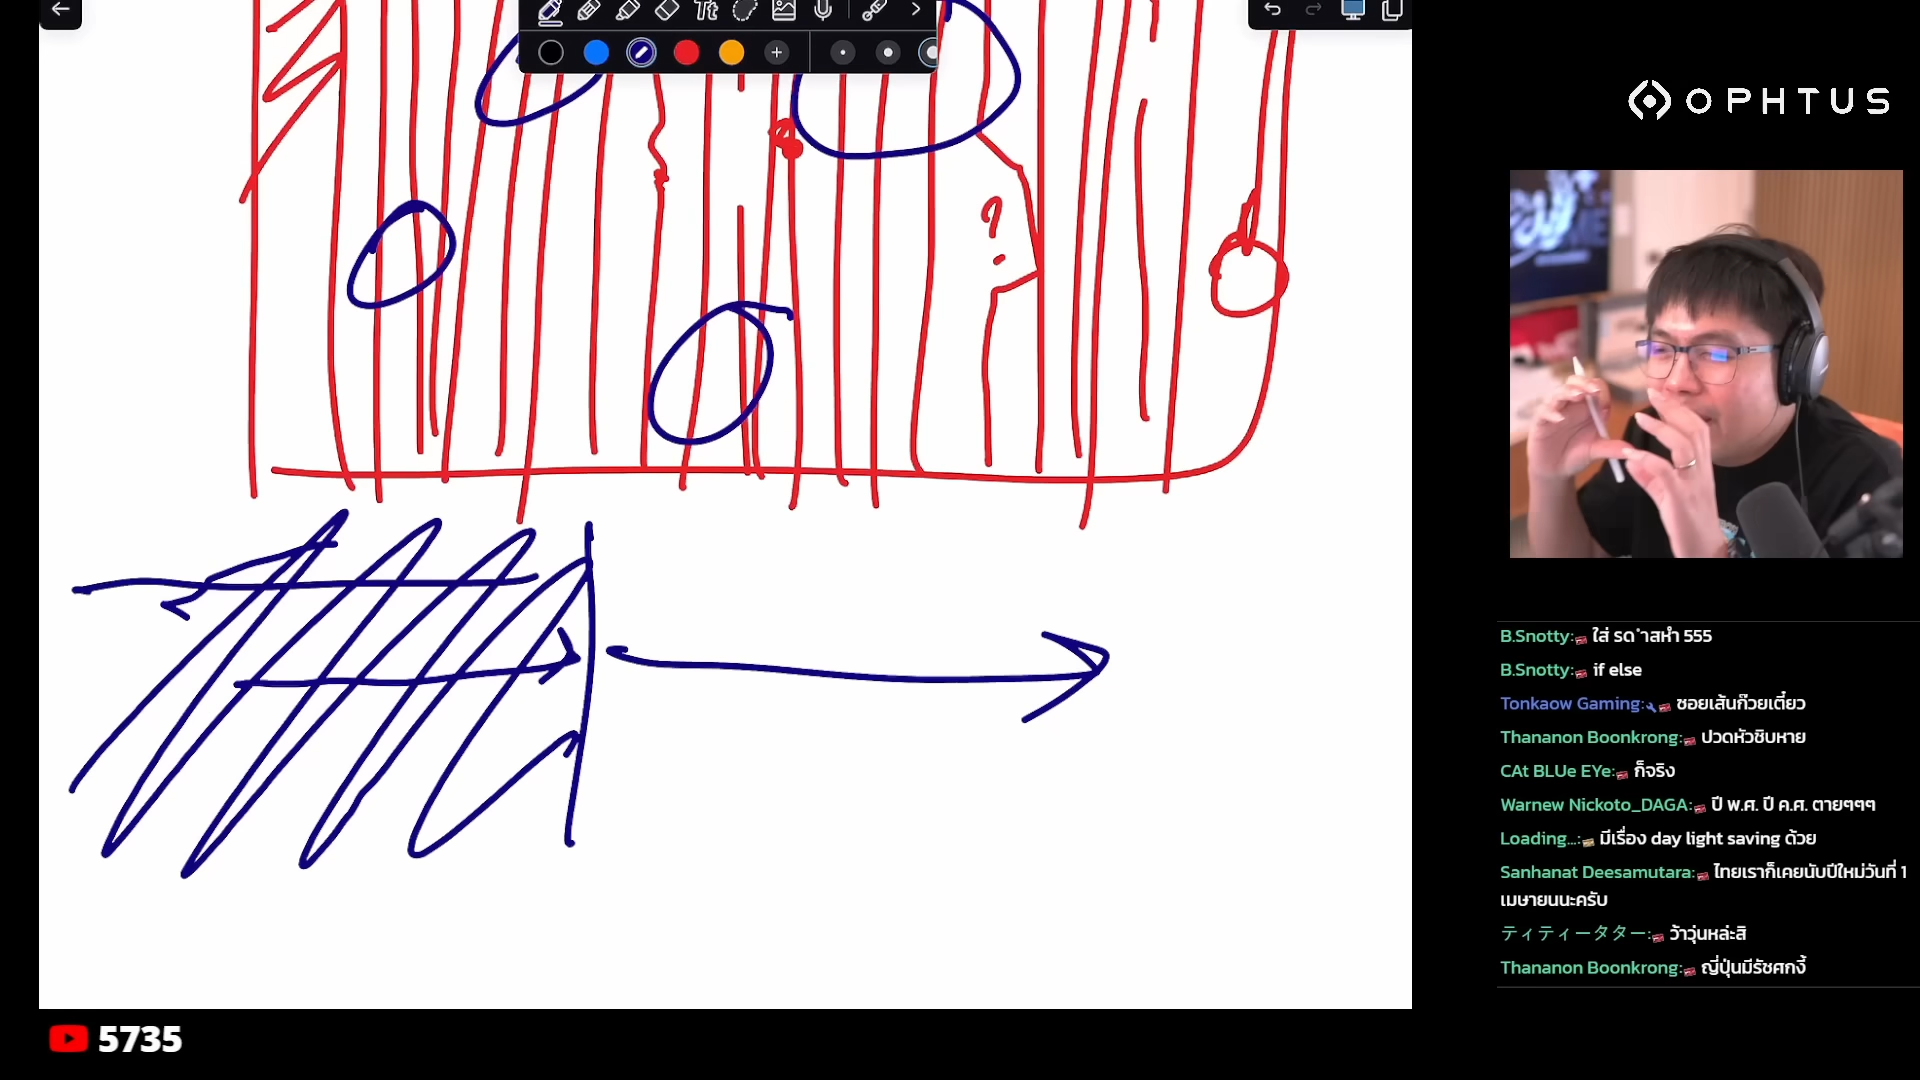 Tt
OPHTUS
?
B.Snotty: ใส่ รด ำสหำ 555
B.Snotty: if else
Tonkaow Gaming: ซอยเส้นก๊วยเตี๋ยว
Thananon Boonkrong: ปวดหัวชิบหาย
CAt BLUe EYe: ก็จริง
Warnew Nickoto_DAGA: ปี พ.ศ. ปี ค.ศ. ตายๆๆๆ
Loading...: มีเรื่อง day light saving ด้วย
Sanhanat Deesamutara: ไทยเราก็เคยนับปีใหม่วันที่ 1
เมษายนนะครับ
ティティータター: ว้าวุ่นหล่ะสิ
Thananon Boonkrong: ญี่ปุ่นมีรัชศกงี้
5735